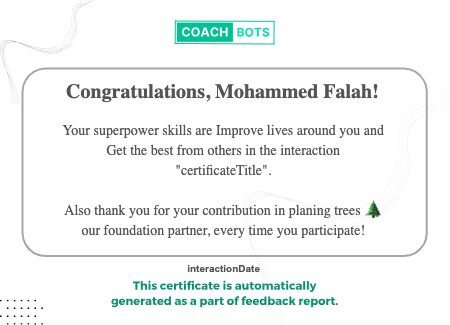 COACH BOTS
Congratulations, Mohammed Falah!
Your superpower skills are Improve lives around you and
Get the best from others in the interaction
"certificateTitle".
Also thank you for your contribution in planing trees 🌲
our foundation partner, every time you participate!
interactionDate
This certificate is automatically
generated as a part of feedback report.